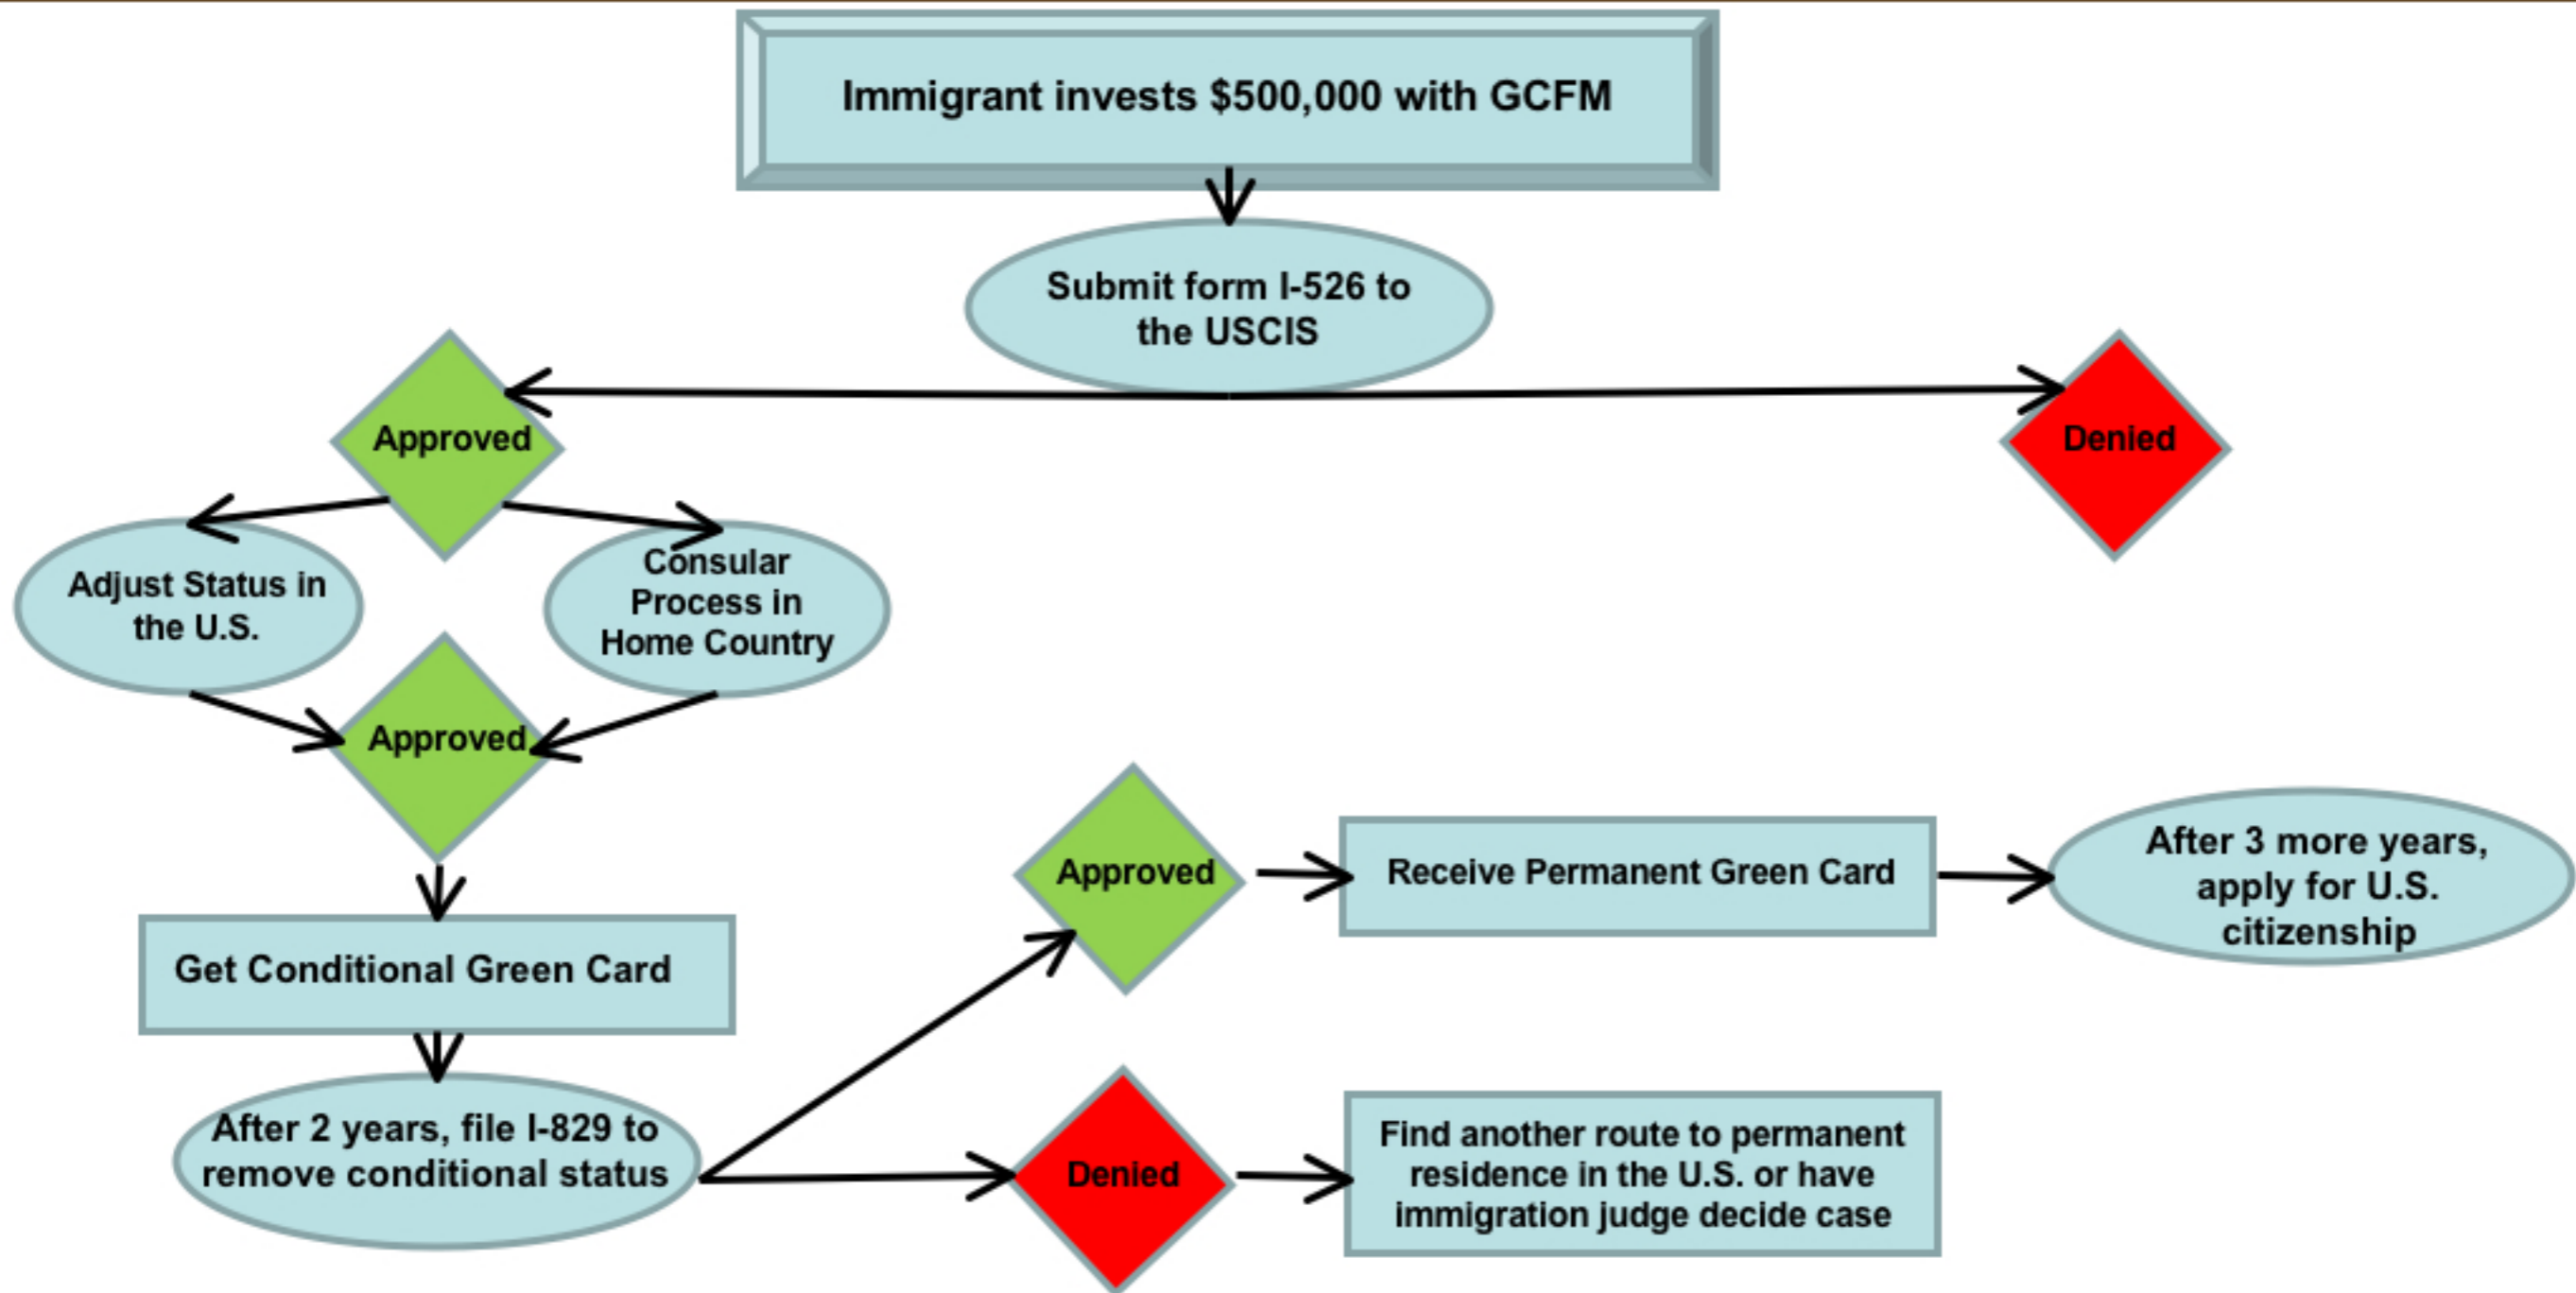 Immigrant invests $500,000 with GCFM
Submit form I-526 to
the USCIS
Approved
Denied
Adjust Status in
the U.S.
Consular
Process in
Home Country
Approved
Get Conditional Green Card
After 2 years, file I-829 to
remove conditional status
Approved
Receive Permanent Green Card
After 3 more years,
apply for U.S.
citizenship
Denied
Find another route to permanent
residence in the U.S. or have
immigration judge decide case